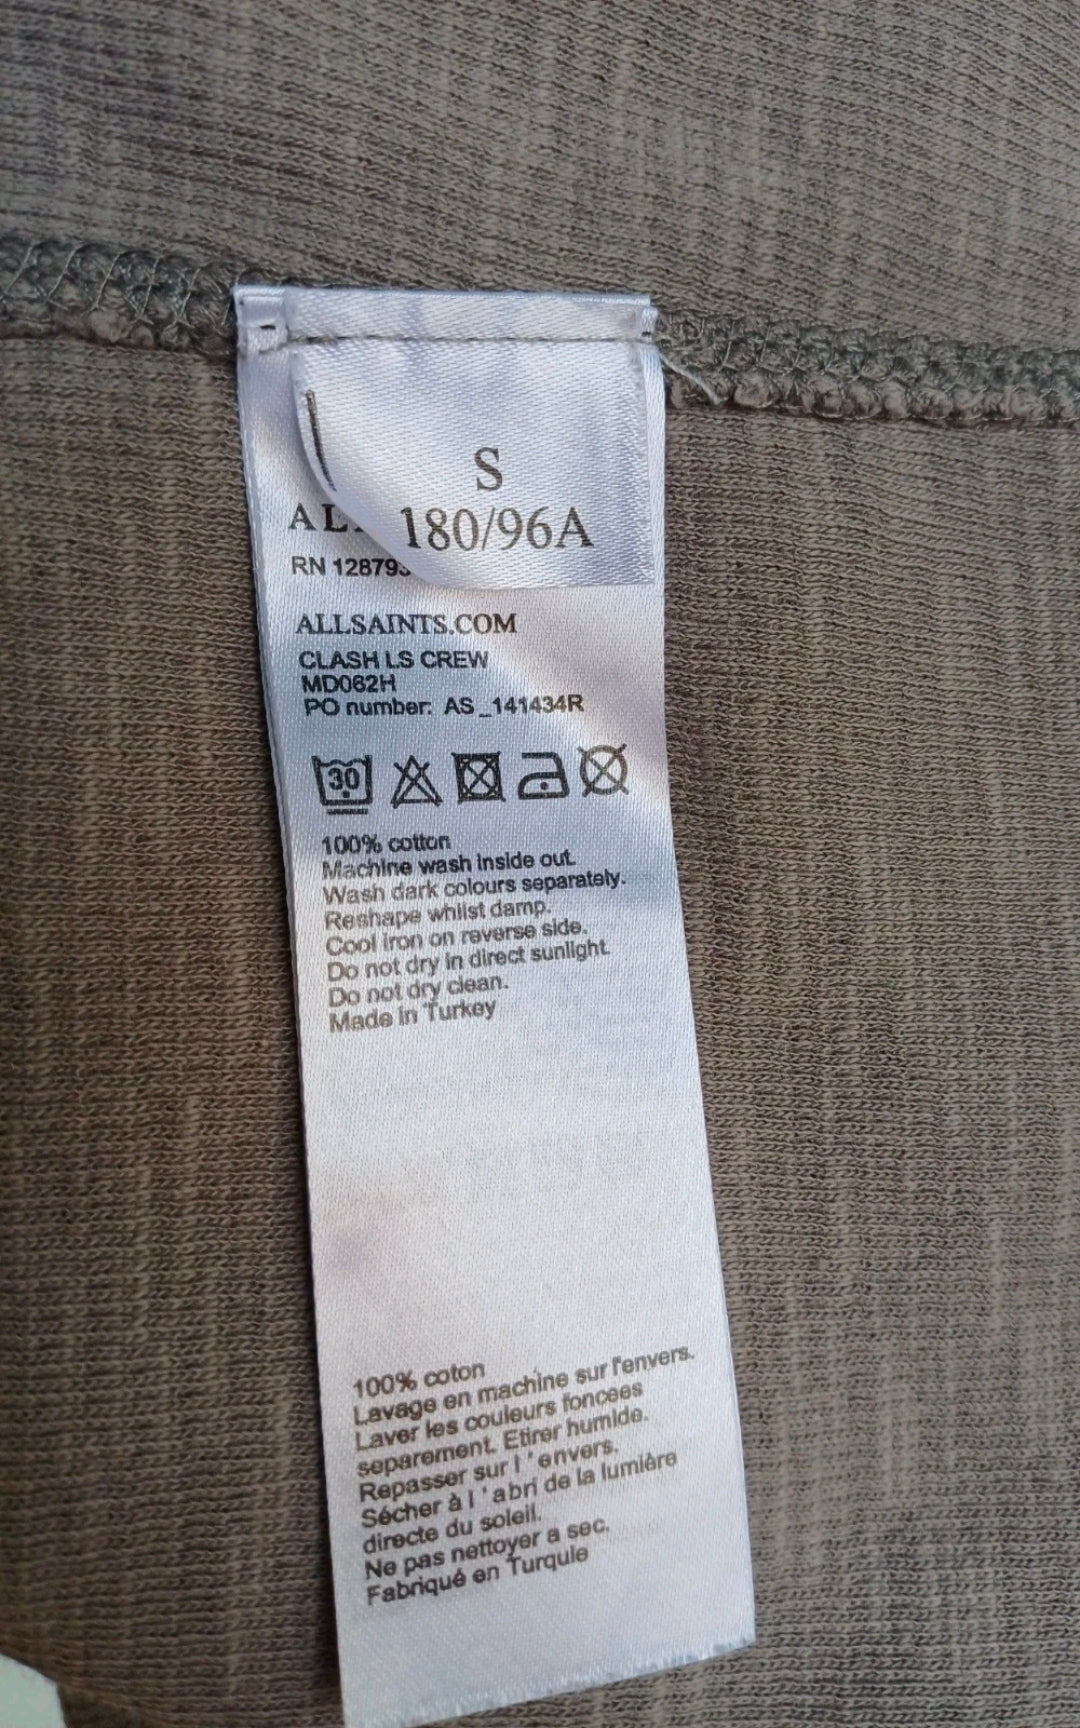 S
180/96A
AL
RN 12879
ALLSAINTS.COM
CLASH LS CREW
MD062H
PO number: AS_141434R
30
100% cotton
Machine wash inside out.
Wash dark colours separately.
Reshape whilst damp.
Cool iron on reverse side.
Do not dry in direct sunlight.
Do not dry clean.
Made in Turkey
100% coton
Lavage en machine sur l'envers.
Laver les couleurs foncees
separement. Etirer humide.
Repasser sur l'envers.
Sécher à l'abri de la lumière
directe du soleil.
Ne pas nettoyer a sec.
Fabriqué en Turquie